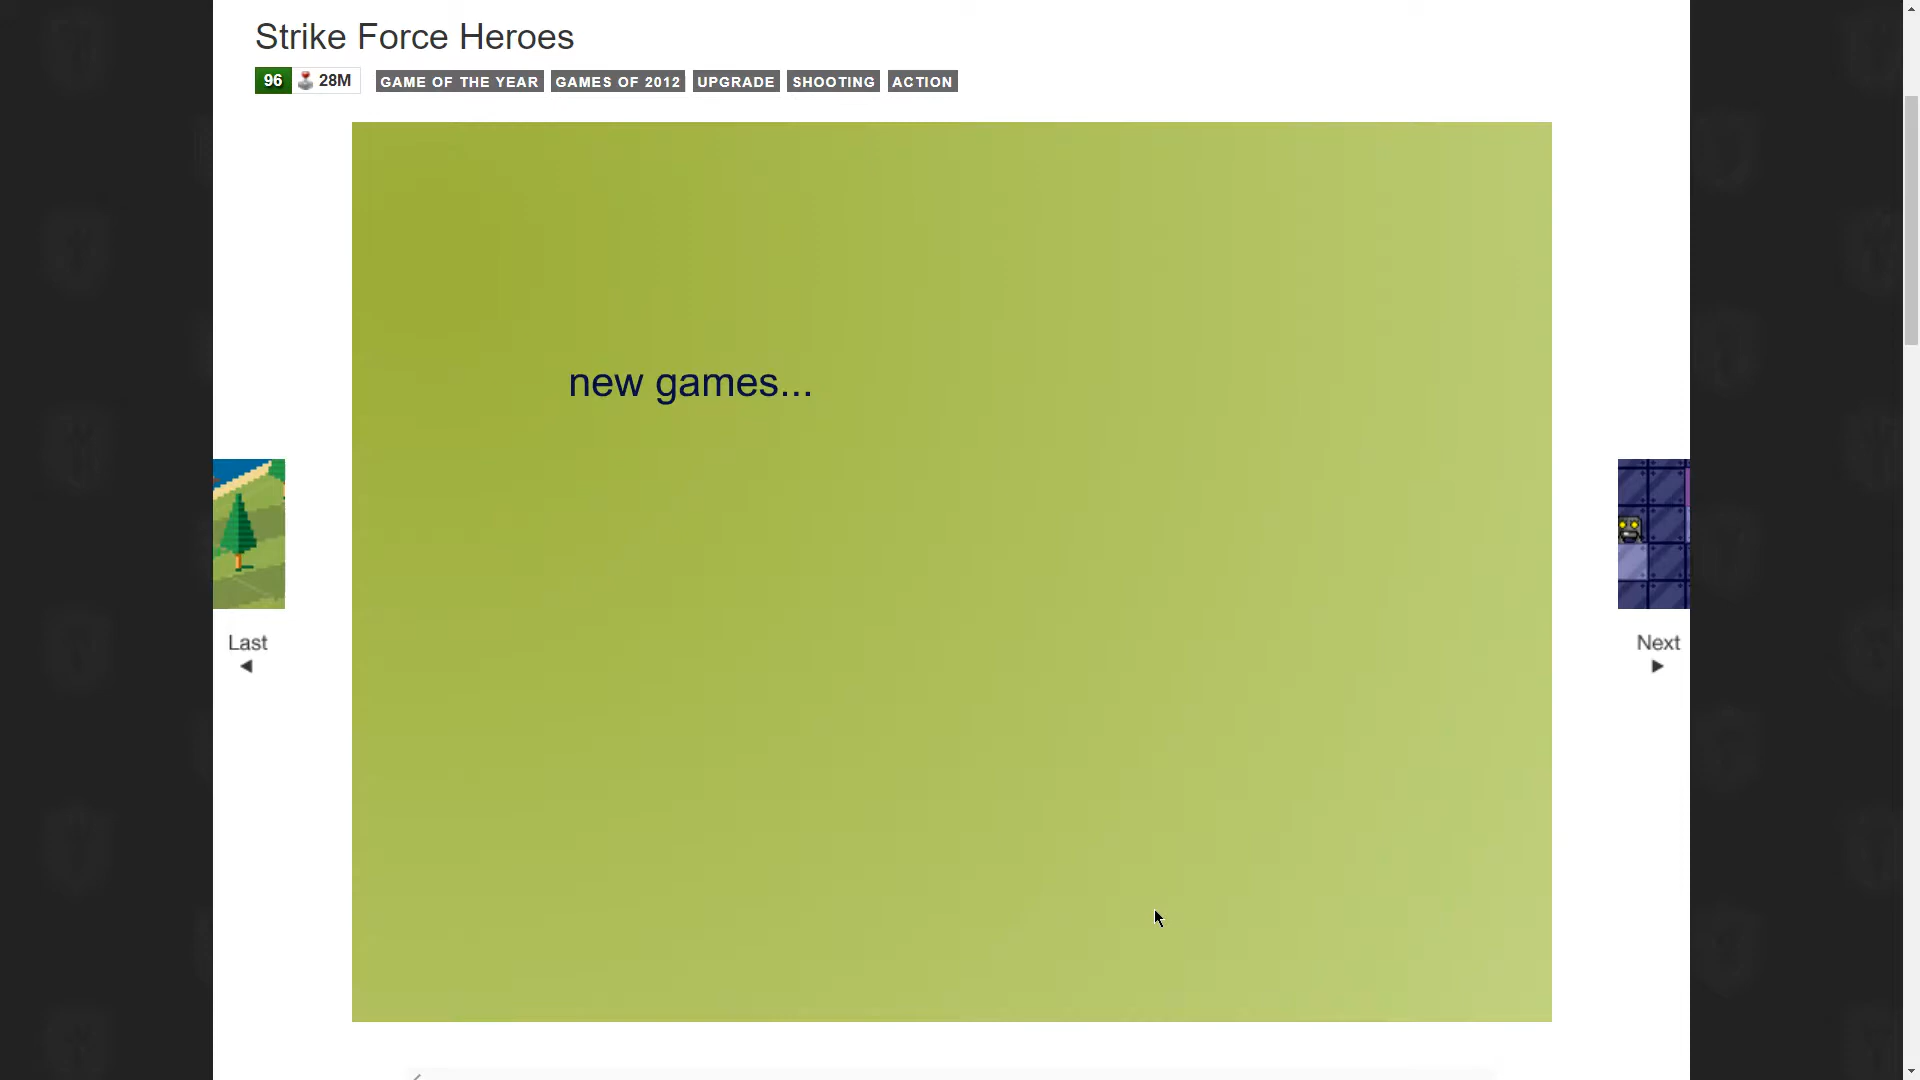 Strike Force Heroes
96 28M GAME OF THE YEAR GAMES OF 2012 UPGRADE SHOOTING ACTION
new games...
Last
Next